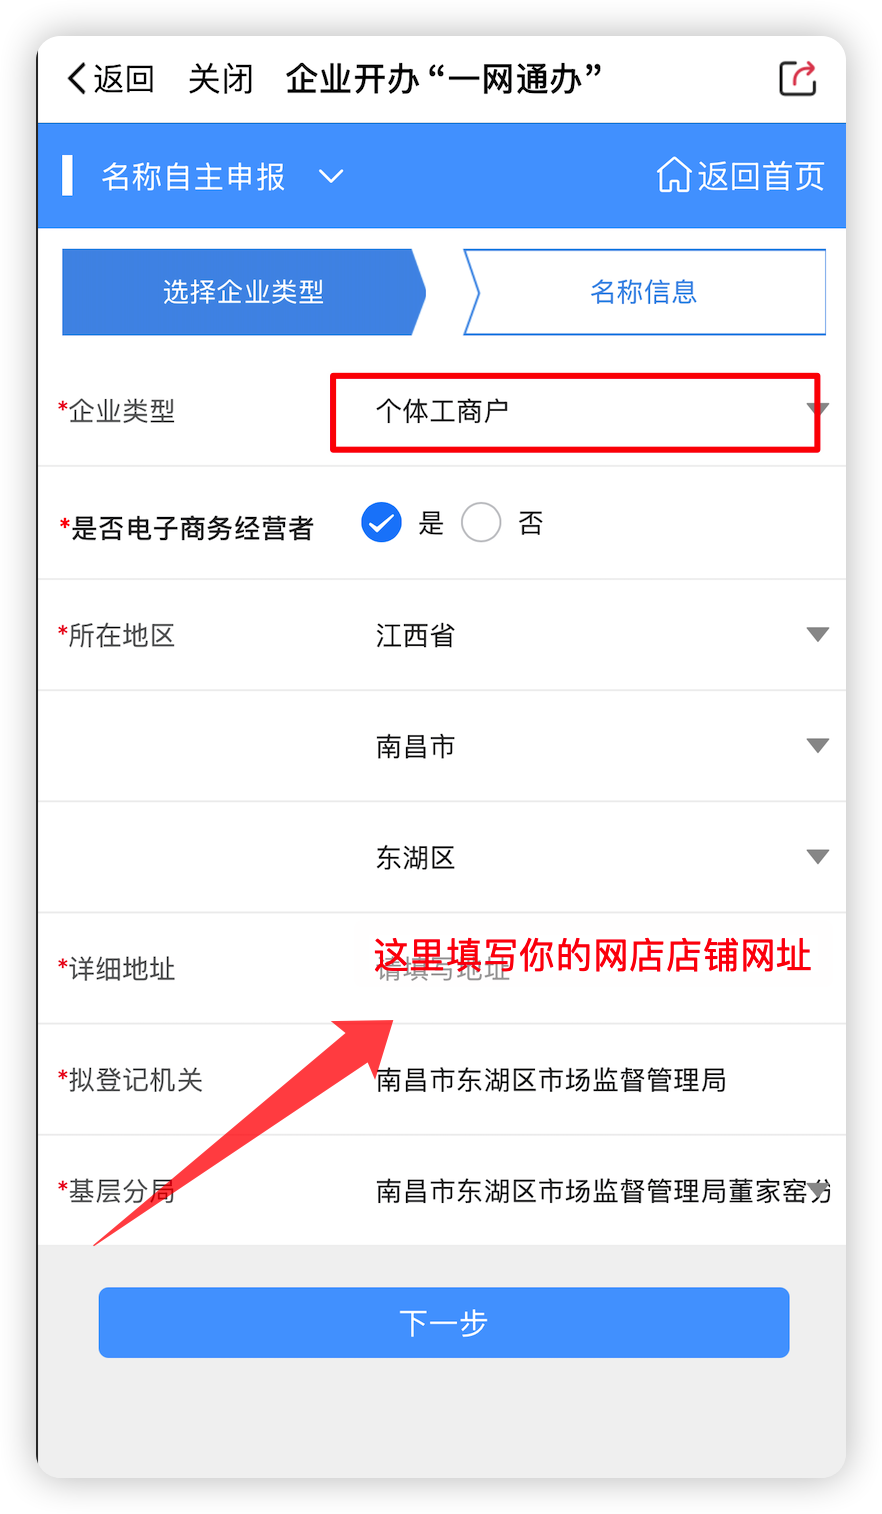 返回 关闭 企业开办“一网通办”
名称自主申报 返回首页
选择企业类型 名称信息
*企业类型 个体工商户
*是否电子商务经营者 是 否
*所在地区 江西省
南昌市
东湖区
这里填写你的网店店铺网址
*详细地址 请填写地址
*拟登记机关 南昌市东湖区市场监督管理局
*基层分局 南昌市东湖区市场监督管理局董家窑分
下一步